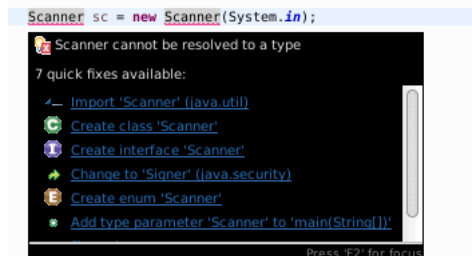 Scanner sc = new Scanner(System.in);
Scanner cannot be resolved to a type
7 quick fixes available:
Import 'Scanner' (java.util)
Create class 'Scanner'
Create interface 'Scanner'
Change to 'Signer' (java.security)
Create enum 'Scanner'
Add type parameter 'Scanner' to 'main(String[])'
Press 'F2' for focus